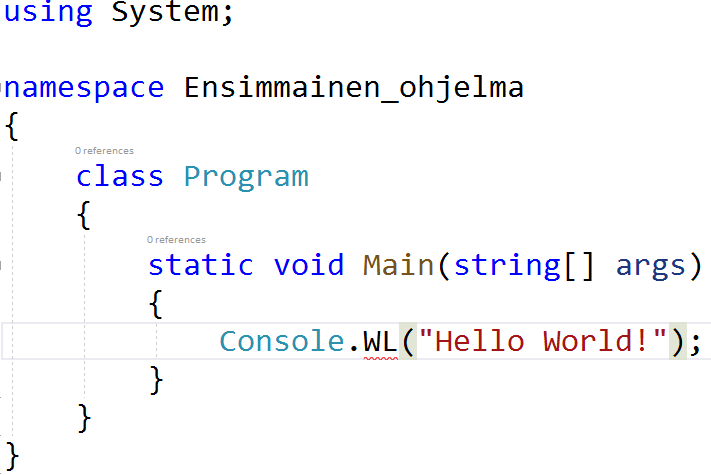 using System;
namespace Ensimmainen_ohjelma
{
0 references
class Program
{
0 references
static void Main(string[] args)
{
Console.WL("Hello World!");
}
}
}